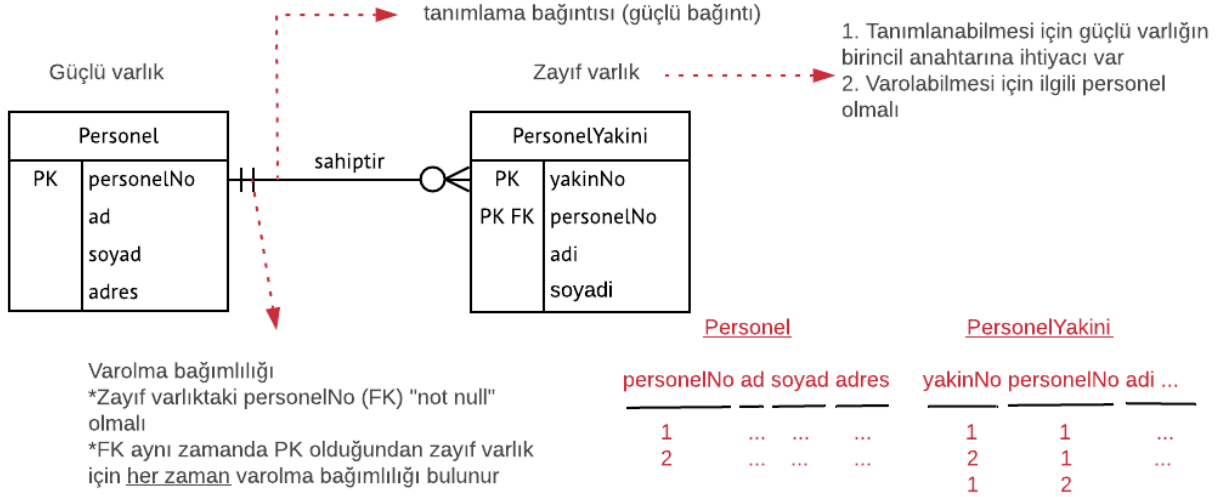 tanımlama bağıntısı (güçlü bağıntı)
1. Tanımlanabilmesi için güçlü varlığın
birincil anahtarına ihtiyacı var
2. Varolabilmesi için ilgili personel
olmalı
Güçlü varlık
Zayıf varlık
Personel
PK personelNo
ad
soyad
adres
sahiptir
PersonelYakini
PK yakinNo
PK FK personelNo
adi
soyadi
Varolma bağımlılığı
*Zayıf varlıktaki personelNo (FK) "not null"
olmalı
*FK aynı zamanda PK olduğundan zayıf varlık
için her zaman varolma bağımlılığı bulunur
Personel
personelNo ad soyad adres
1 ... ... ...
2 ... ... ...
PersonelYakini
yakinNo personelNo adi ...
1 1 ...
2 1 ...
1 2